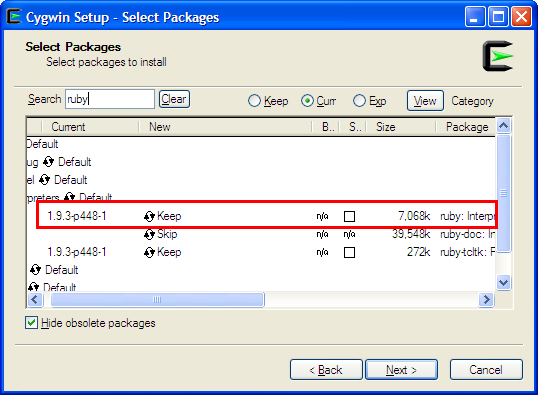 Cygwin Setup - Select Packages
Select Packages
Select packages to install
Search ruby Clear Keep Curr Exp View Category
Current New B.. S.. Size Package
Default
ug Default
el Default
rpreters Default
1.9.3-p448-1 Keep n/a 7,068k ruby: Interpr
Skip n/a n/a 39,548k ruby-doc: In
1.9.3-p448-1 Keep n/a 272k ruby-tcltk: F
Default
Default
Hide obsolete packages
< Back Next > Cancel